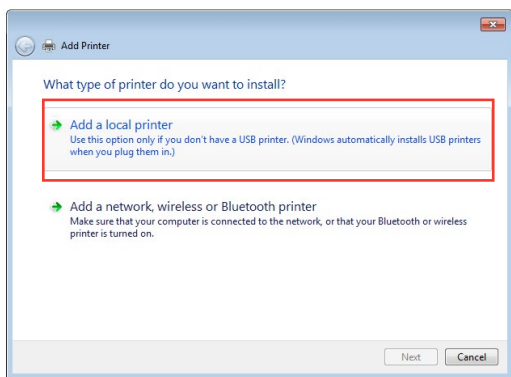 Add Printer
What type of printer do you want to install?
Add a local printer
Use this option only if you don't have a USB printer. (Windows automatically installs USB printers
when you plug them in.)
Add a network, wireless or Bluetooth printer
Make sure that your computer is connected to the network, or that your Bluetooth or wireless
printer is turned on.
Next Cancel